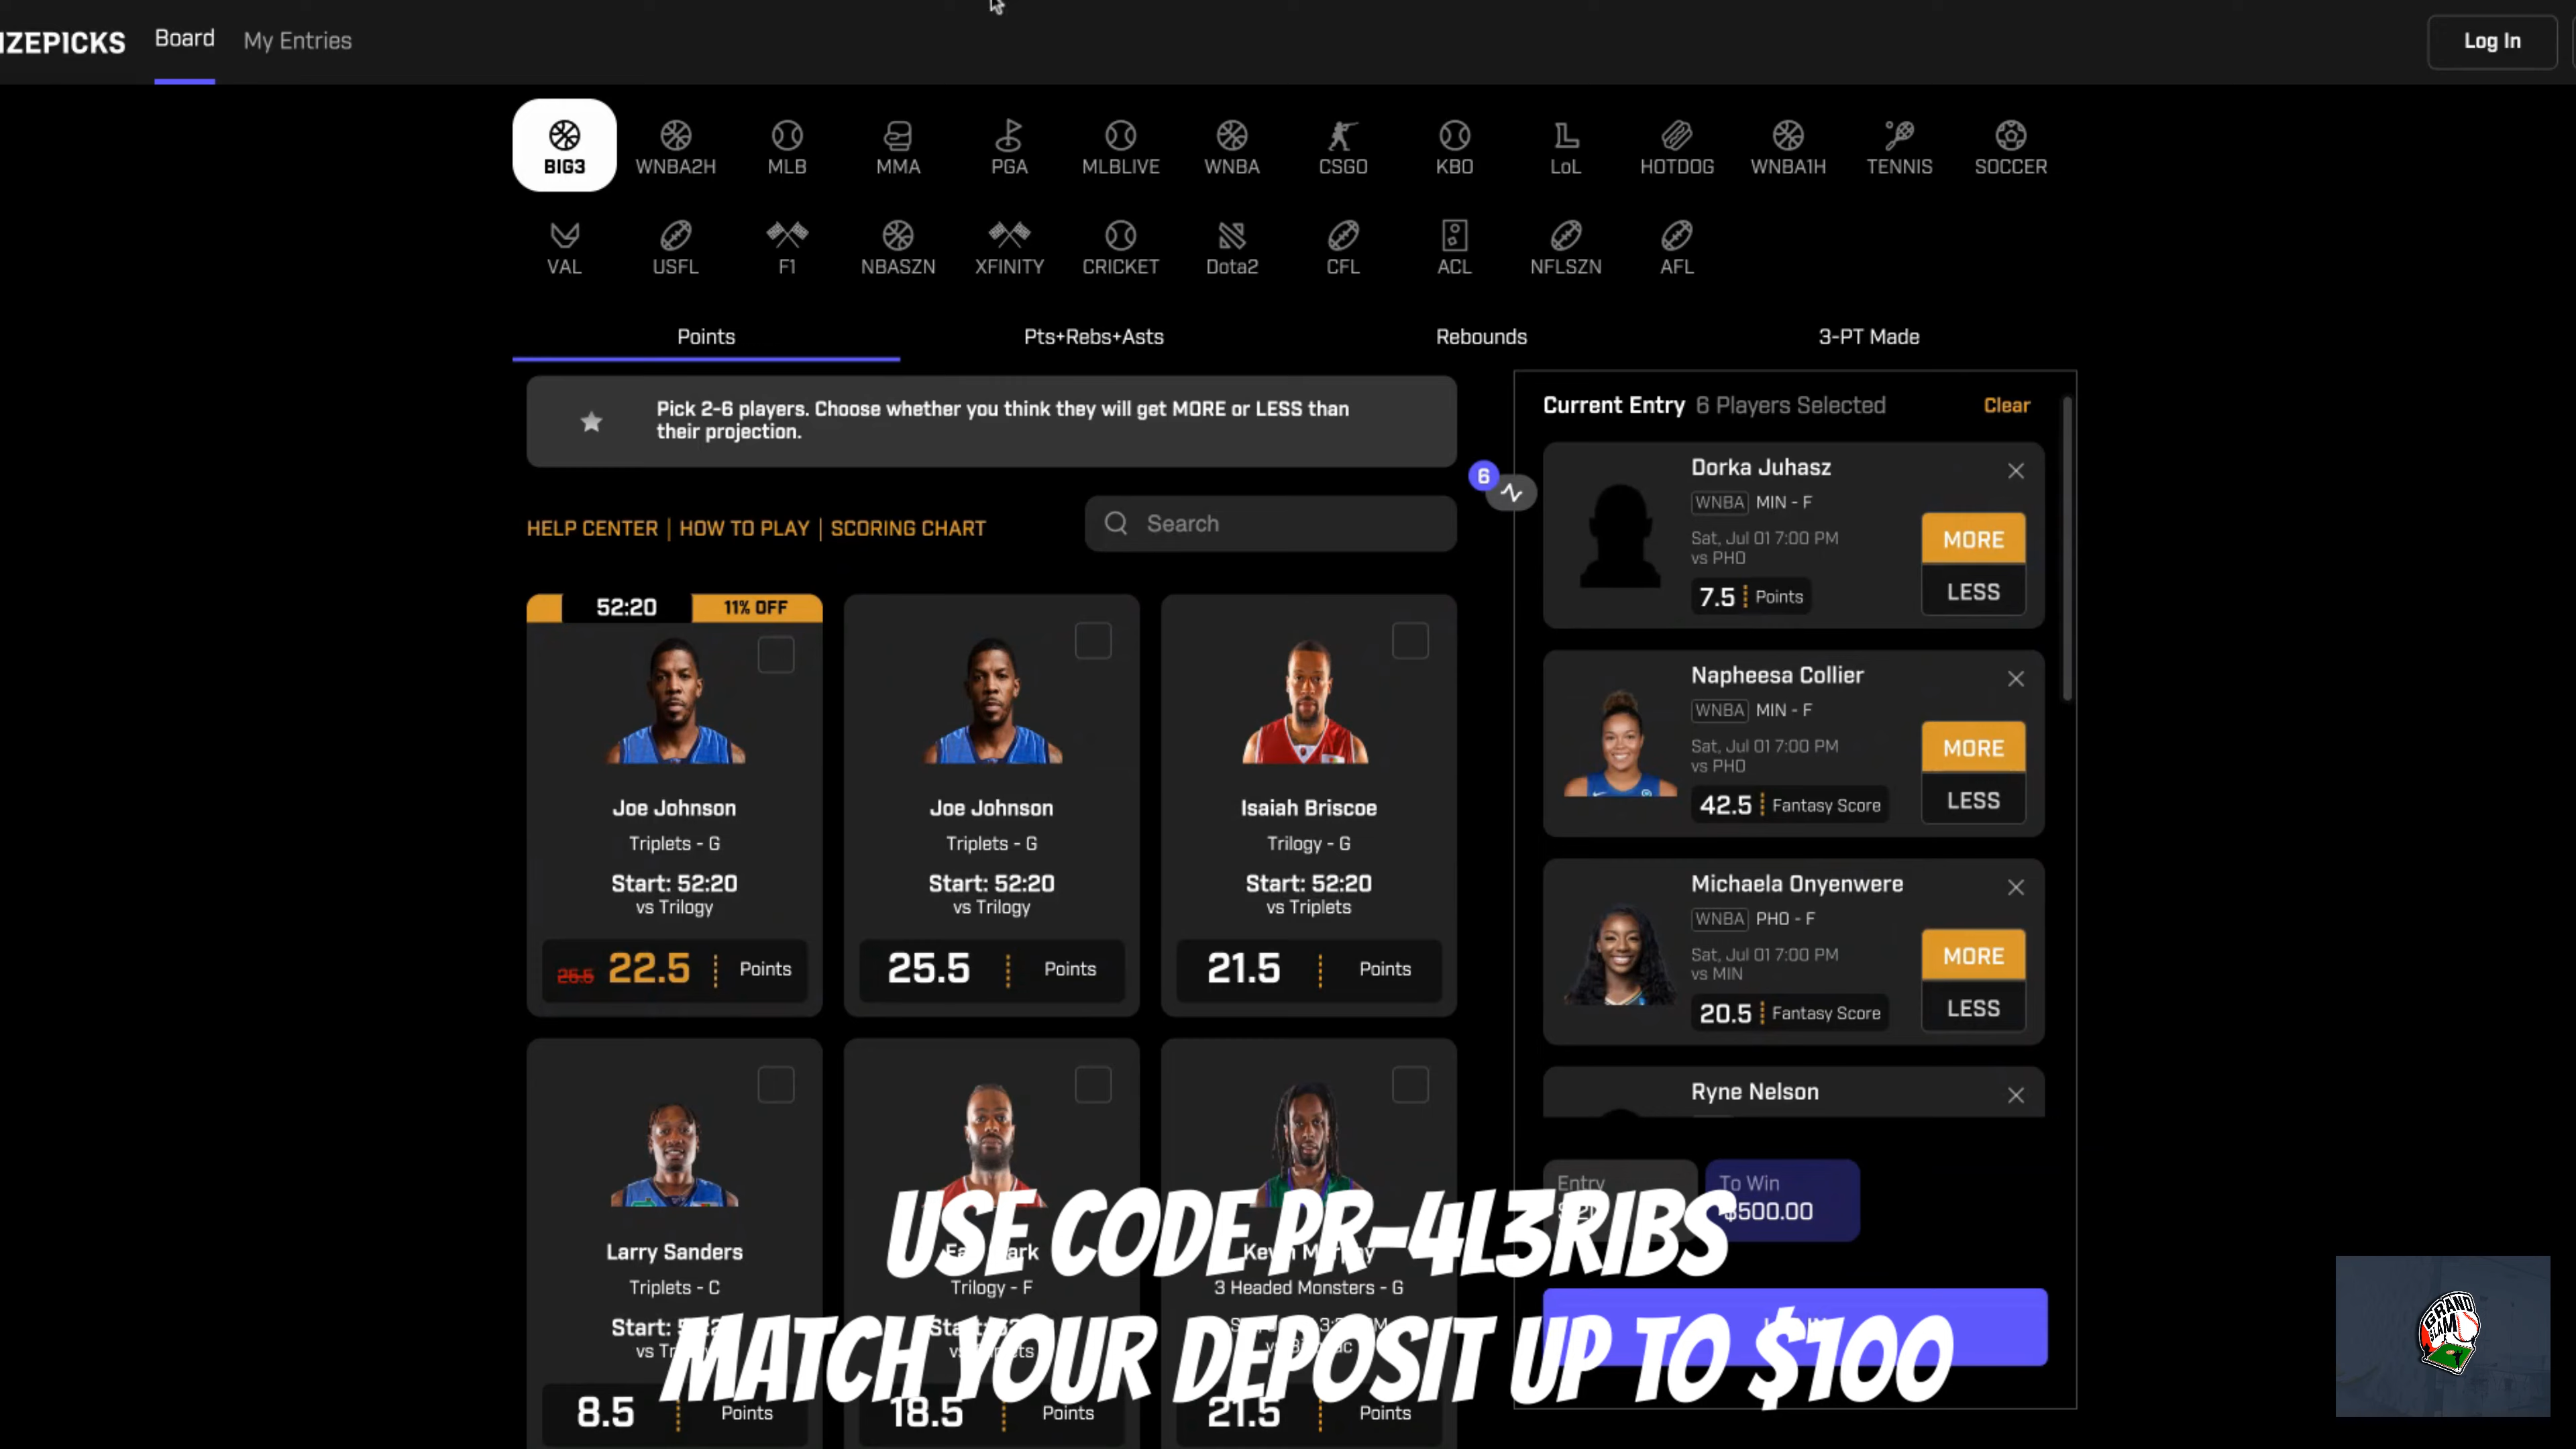 IZEPICKS
Board
My Entries
Log In
BIG3
WNBA2H
MLB
MMA
PGA
MLBLIVE
WNBA
CSGO
KBO
LoL
HOTDOG
WNBA1H
TENNIS
SOCCER
VAL
USFL
F1
NBASZN
XFINITY
CRICKET
Dota2
CFL
ACL
NFLSZN
AFL
Points
Pts+Rebs+Asts
Rebounds
3-PT Made
Pick 2-6 players. Choose whether you think they will get MORE or LESS than
their projection.
HELP CENTER | HOW TO PLAY | SCORING CHART
Search
52:20
11% OFF
Joe Johnson
Triplets - G
Start: 52:20
vs Trilogy
22.5
Points
Joe Johnson
Triplets - G
Start: 52:20
vs Trilogy
25.5
Points
Isaiah Briscoe
Trilogy - G
Start: 52:20
vs Triplets
21.5
Points
Larry Sanders
Triplets - C
Start:
8.5
Points
Trilogy - F
18.5
Points
3 Headed Monsters - G
21.5
Points
Current Entry 6 Players Selected
Clear
6
Dorka Juhasz
WNBA MIN - F
Sat, Jul 01 7:00 PM
vs PHO
7.5 Points
MORE
LESS
Napheesa Collier
WNBA MIN - F
Sat, Jul 01 7:00 PM
vs PHO
42.5 Fantasy Score
MORE
LESS
Michaela Onyenwere
WNBA PHO - F
Sat, Jul 01 7:00 PM
vs MIN
20.5 Fantasy Score
MORE
LESS
Ryne Nelson
Entry
To Win
$500.00
USE CODE PR-4L3RIBS
MATCH YOUR DEPOSIT UP TO $100
GRAND
SLAM